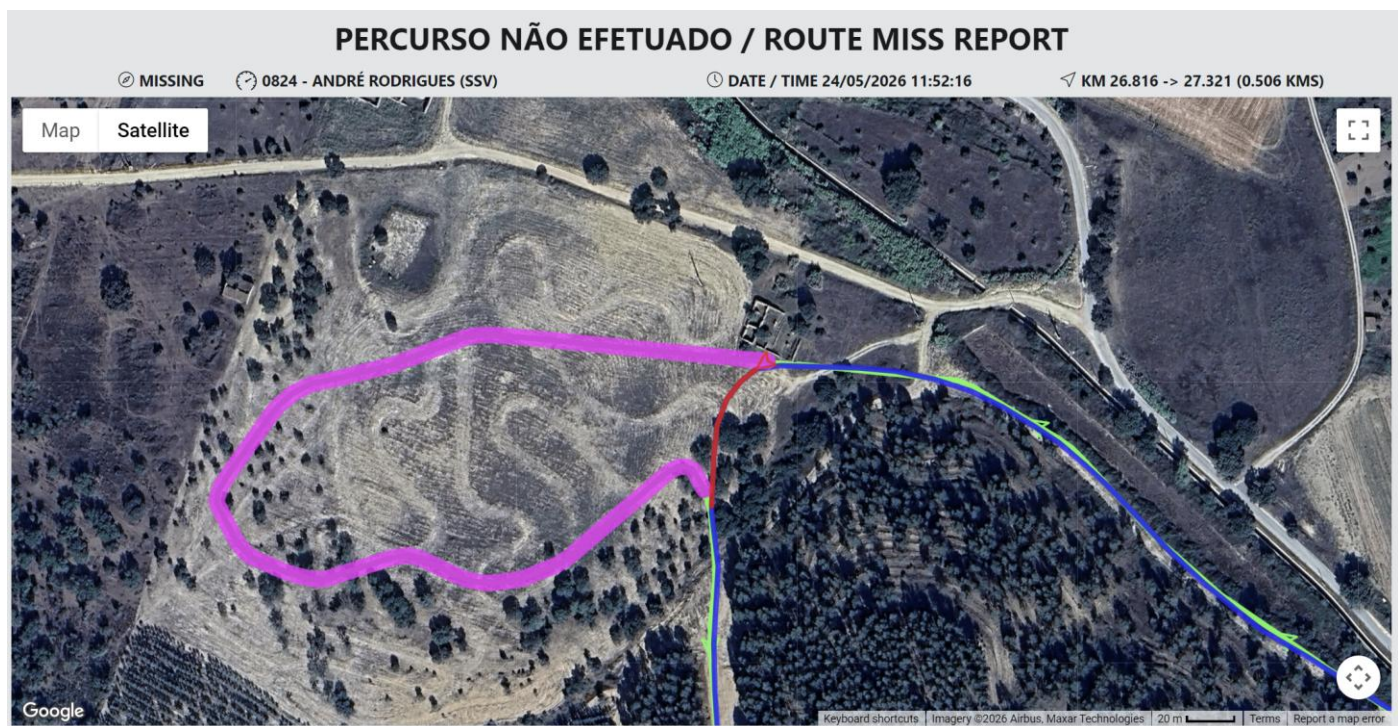 PERCURSO NÃO EFETUADO / ROUTE MISS REPORT
MISSING 0824 - ANDRÉ RODRIGUES (SSV) DATE / TIME 24/05/2026 11:52:16 KM 26.816 -> 27.321 (0.506 KMS)
Map Satellite
Google
Keyboard shortcuts Imagery ©2026 Airbus, Maxar Technologies 20 m Terms Report a map error